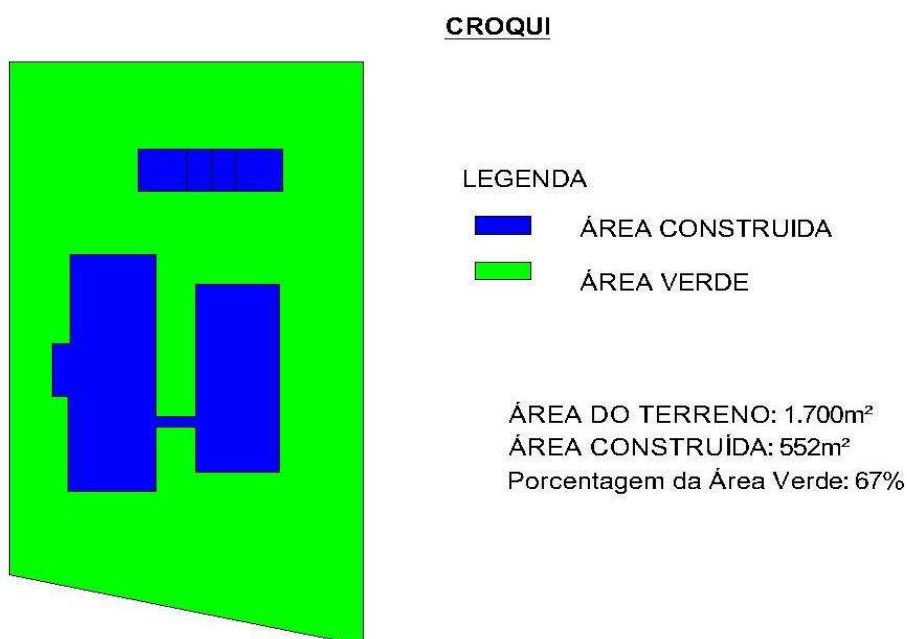 CROQUI
LEGENDA
ÁREA CONSTRUIDA
ÁREA VERDE
ÁREA DO TERRENO: 1.700m²
ÁREA CONSTRUÍDA: 552m²
Porcentagem da Área Verde: 67%